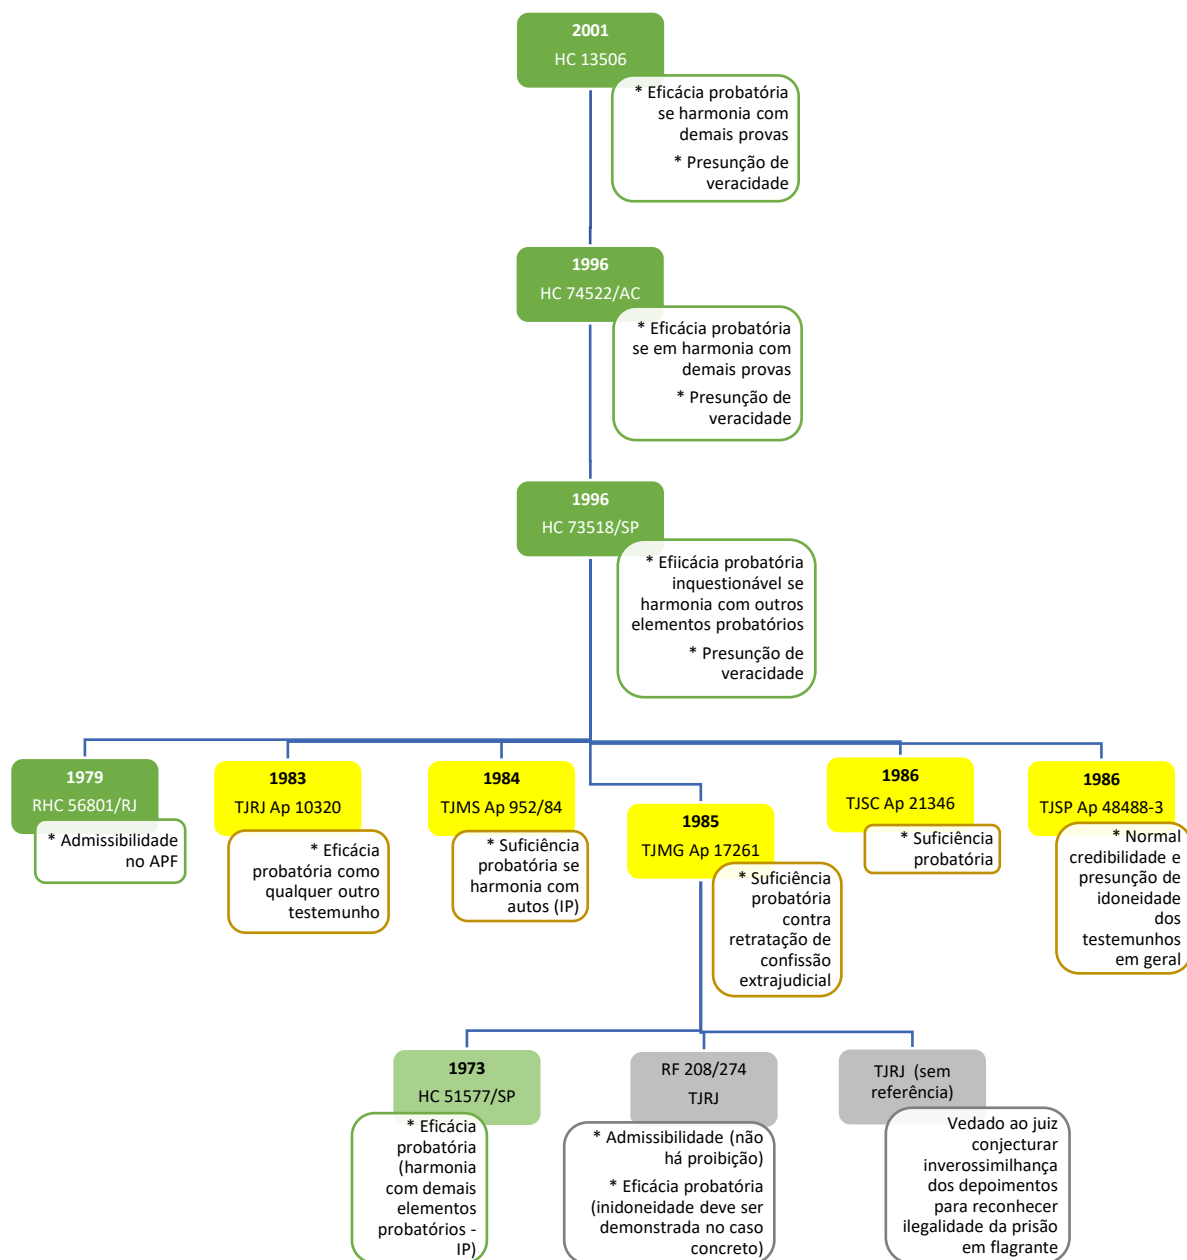 2001
HC 13506
* Eficácia probatória
se harmonia com
demais provas
* Presunção de
veracidade
1996
HC 74522/AC
* Eficácia probatória
se em harmonia com
demais provas
* Presunção de
veracidade
1996
HC 73518/SP
* Efiicácia probatória
inquestionável se
harmonia com outros
elementos probatórios
* Presunção de
veracidade
1979
RHC 56801/RJ
* Admissibilidade
no APF
1983
TJRJ Ap 10320
* Eficácia
probatória como
qualquer outro
testemunho
1984
TJMS Ap 952/84
* Suficiência
probatória se
harmonia com
autos (IP)
1985
TJMG Ap 17261
* Suficiência
probatória
contra
retratação de
confissão
extrajudicial
1986
TJSC Ap 21346
* Suficiência
probatória
1986
TJSP Ap 48488-3
* Normal
credibilidade e
presunção de
idoneidade
dos
testemunhos
em geral
1973
HC 51577/SP
* Eficácia
probatória
(harmonia
com demais
elementos
probatórios -
IP)
RF 208/274
TJRJ
* Admissibilidade (não
há proibição)
* Eficácia probatória
(inidoneidade deve ser
demonstrada no caso
concreto)
TJRJ (sem
referência)
Vedado ao juiz
conjecturar
inverossimilhança
dos depoimentos
para reconhecer
ilegalidade da prisão
em flagrante